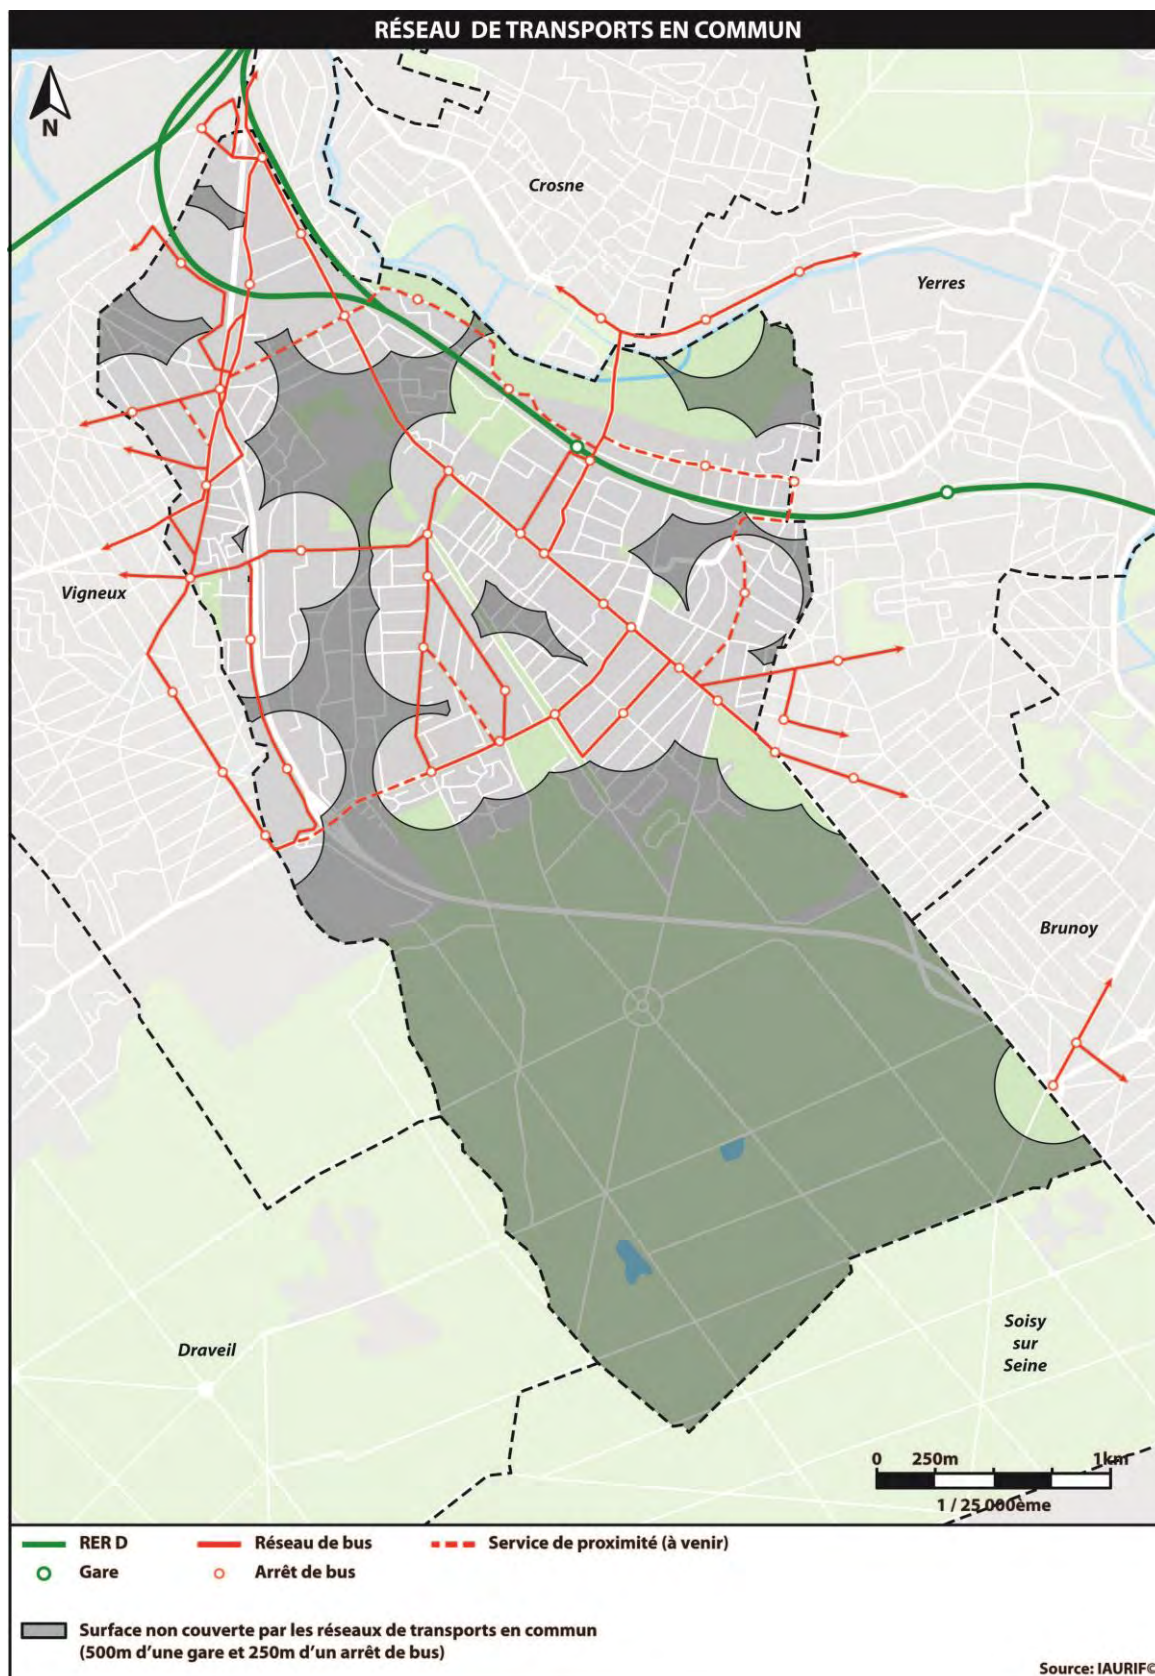 RÉSEAU DE TRANSPORTS EN COMMUN
N
Crosne
Yerres
Vigneux
Brunoy
Draveil
Soisy
sur
Seine
0 250m 1km
1 / 25 000ème
RER D
Réseau de bus
Service de proximité (à venir)
Gare
Arrêt de bus
Surface non couverte par les réseaux de transports en commun
(500m d'une gare et 250m d'un arrêt de bus)
Source: IAURIF©